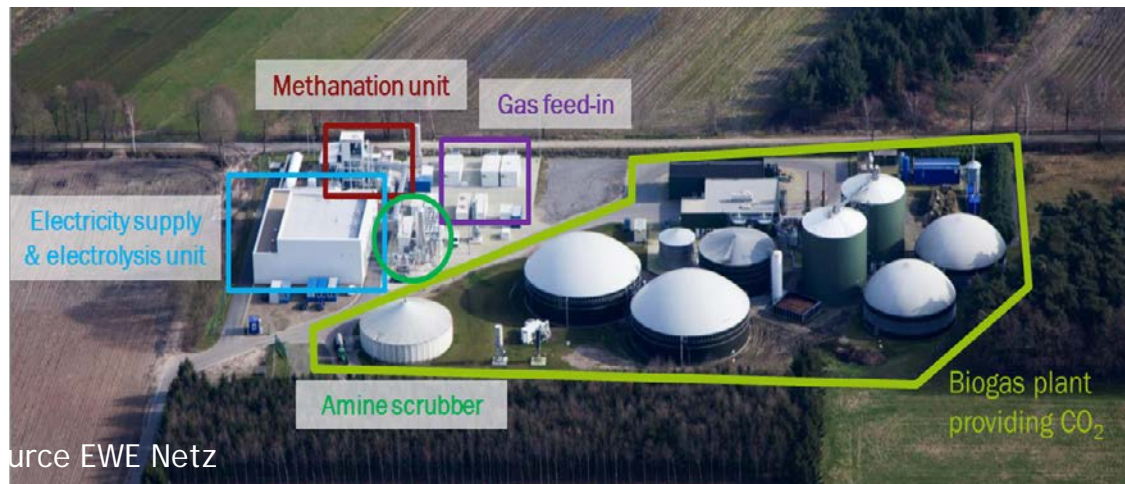 Methanation unit
Gas feed-in
Electricity supply
& electrolysis unit
Amine scrubber
Biogas plant
providing CO₂
urce EWE Netz